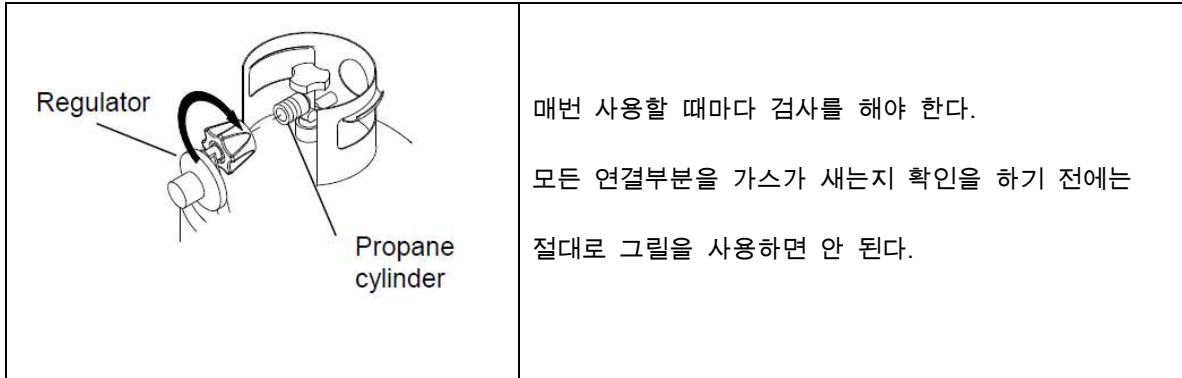 Regulator
Propane
cylinder
매번 사용할 때마다 검사를 해야 한다.
모든 연결부분을 가스가 새는지 확인을 하기 전에는
절대로 그릴을 사용하면 안 된다.